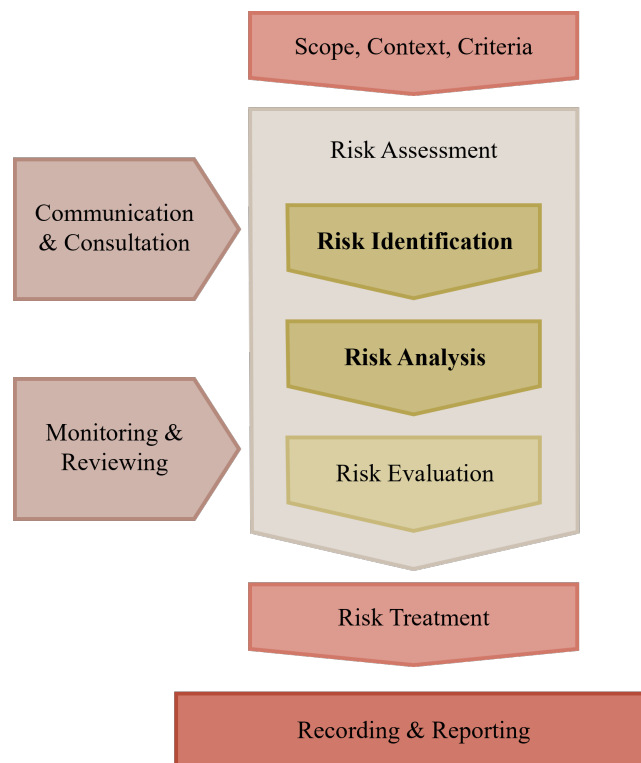 Scope, Context, Criteria
Risk Assessment
Communication
& Consultation
Risk Identification
Risk Analysis
Monitoring &
Reviewing
Risk Evaluation
Risk Treatment
Recording & Reporting